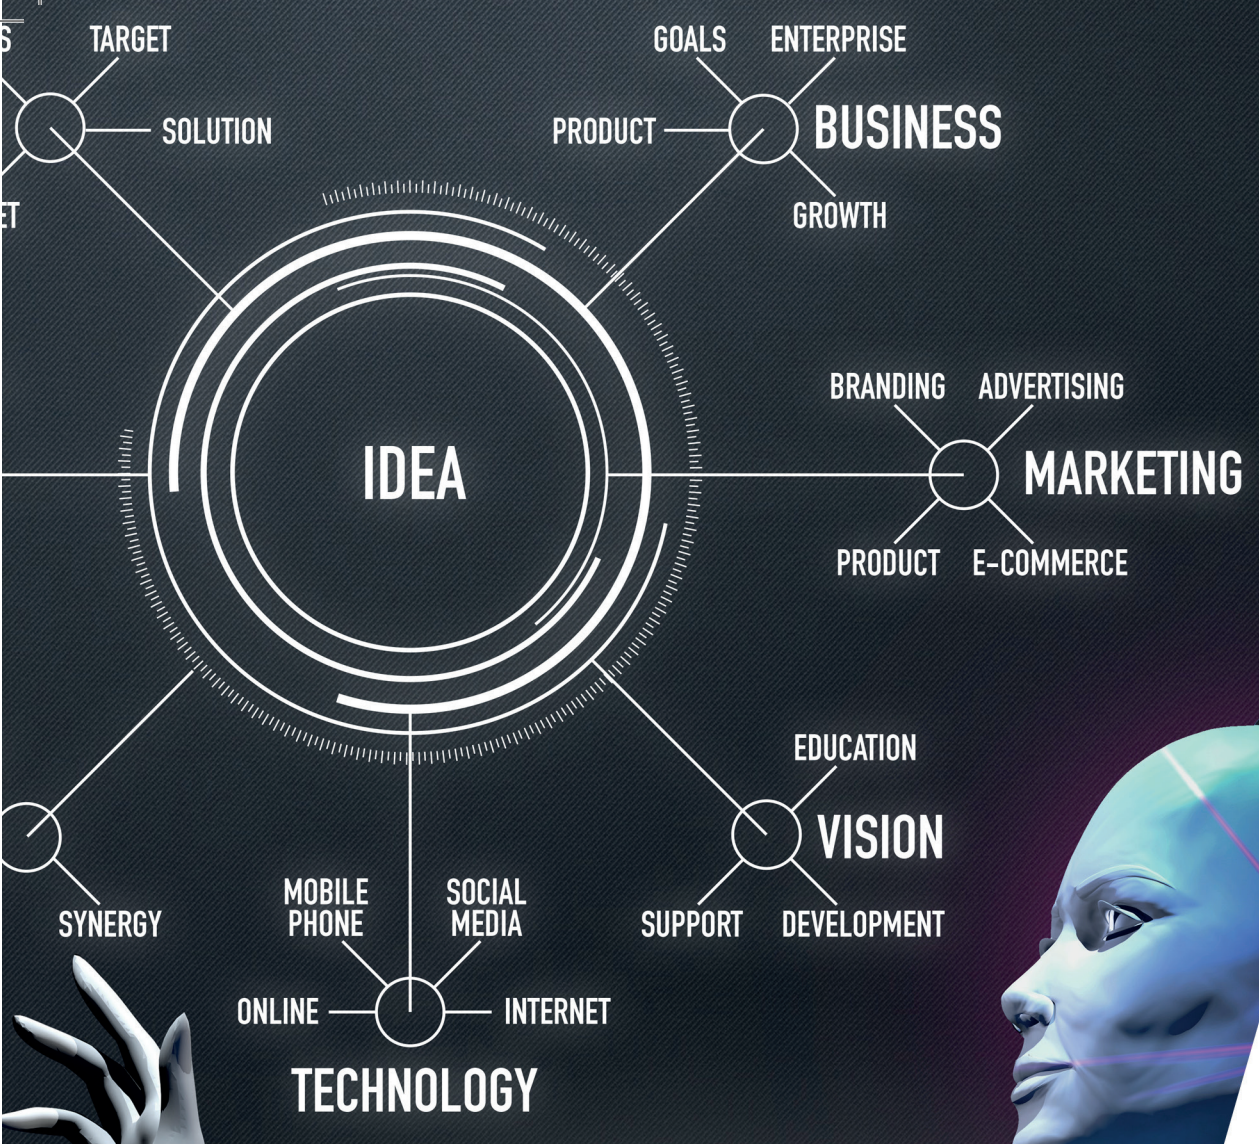 TARGET
SOLUTION
GOALS
ENTERPRISE
PRODUCT
BUSINESS
GROWTH
IDEA
BRANDING
ADVERTISING
MARKETING
PRODUCT
E-COMMERCE
EDUCATION
VISION
SUPPORT
DEVELOPMENT
SYNERGY
MOBILE
PHONE
SOCIAL
MEDIA
ONLINE
INTERNET
TECHNOLOGY